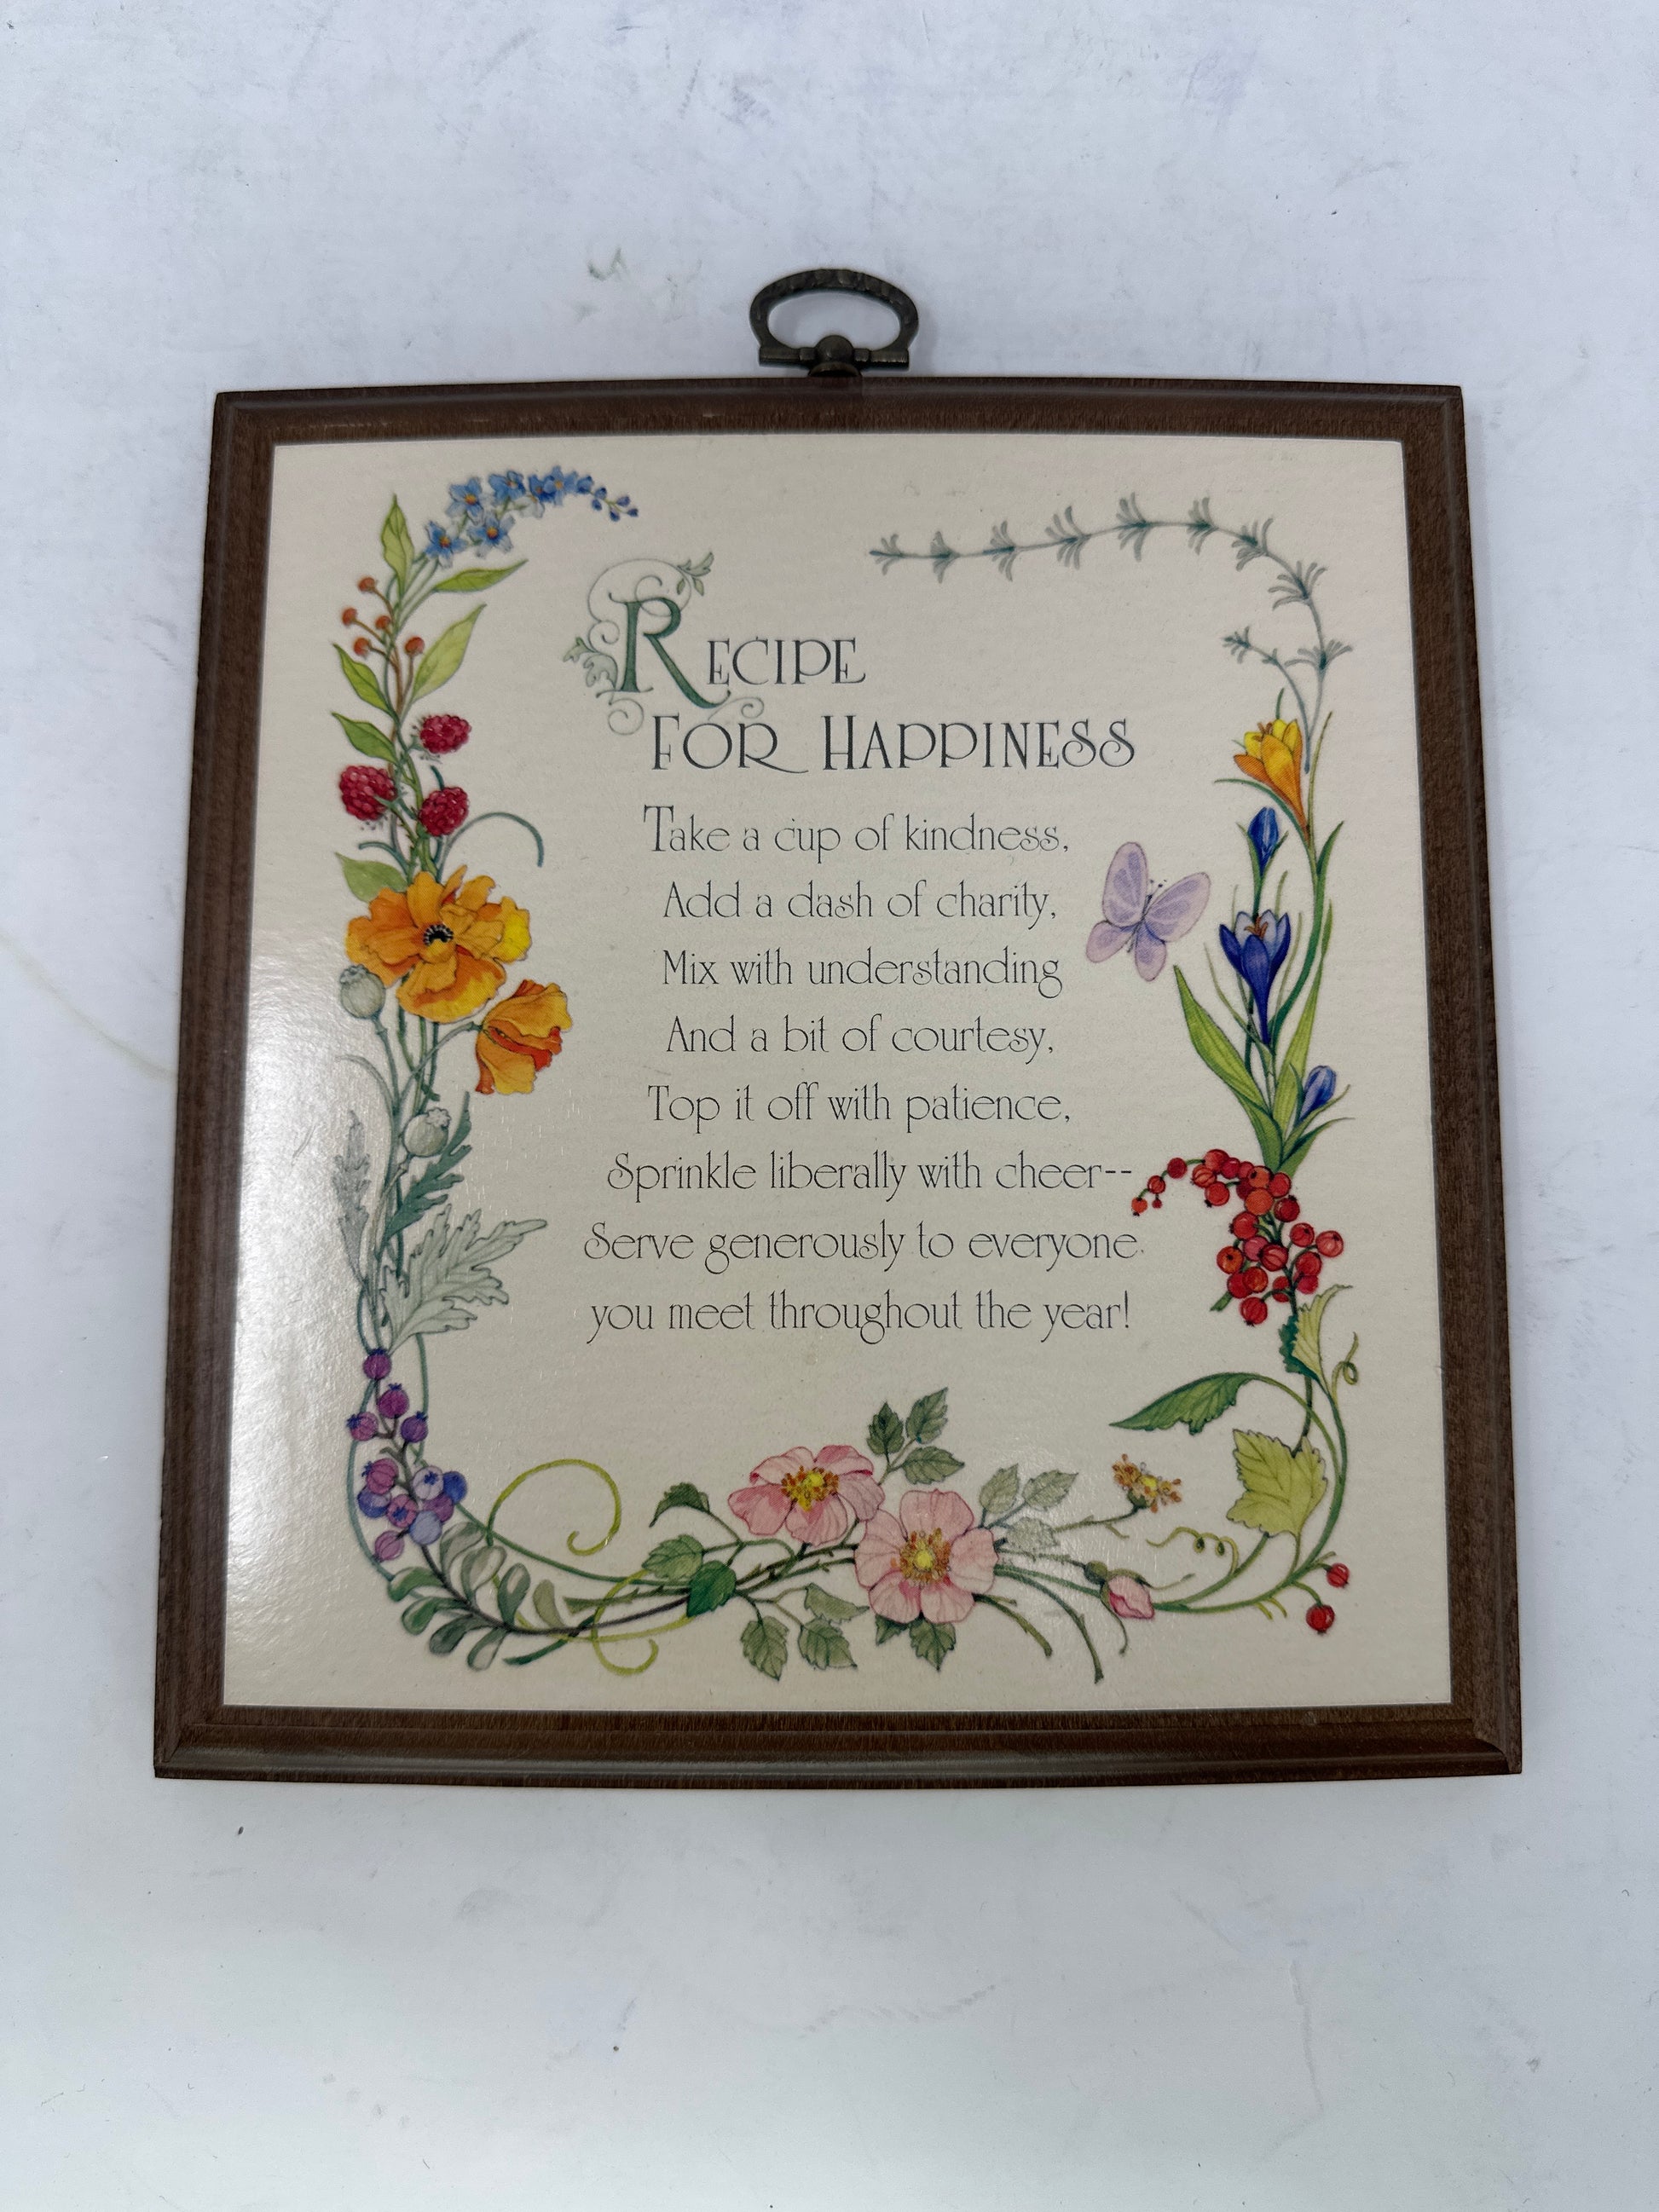 RECIPE
FOR HAPPINESS
Take a cup of kindness,
Add a dash of charity,
Mix with understanding
And a bit of courtesy,
Top it off with patience,
Sprinkle liberally with cheer--
Serve generously to everyone
you meet throughout the year!